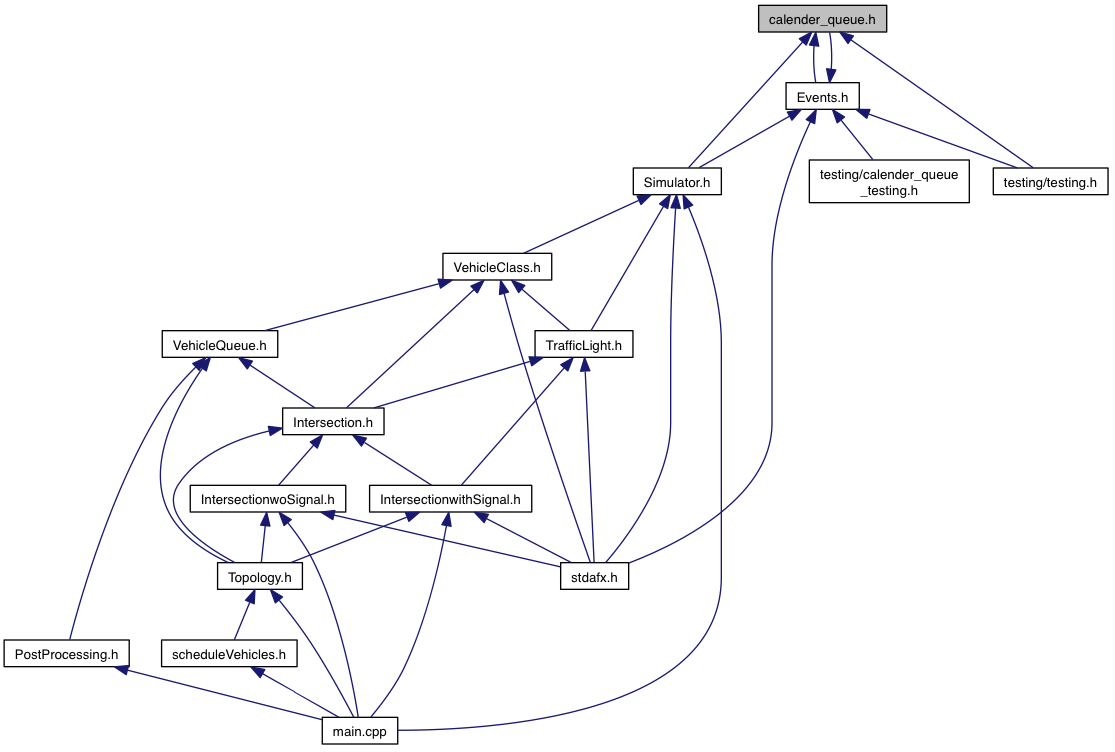 calender_queue.h
Events.h
testing/calender_queue
_testing.h
testing/testing.h
Simulator.h
VehicleClass.h
VehicleQueue.h
TrafficLight.h
Intersection.h
IntersectionwoSignal.h
IntersectionwithSignal.h
Topology.h
stdafx.h
PostProcessing.h
scheduleVehicles.h
main.cpp